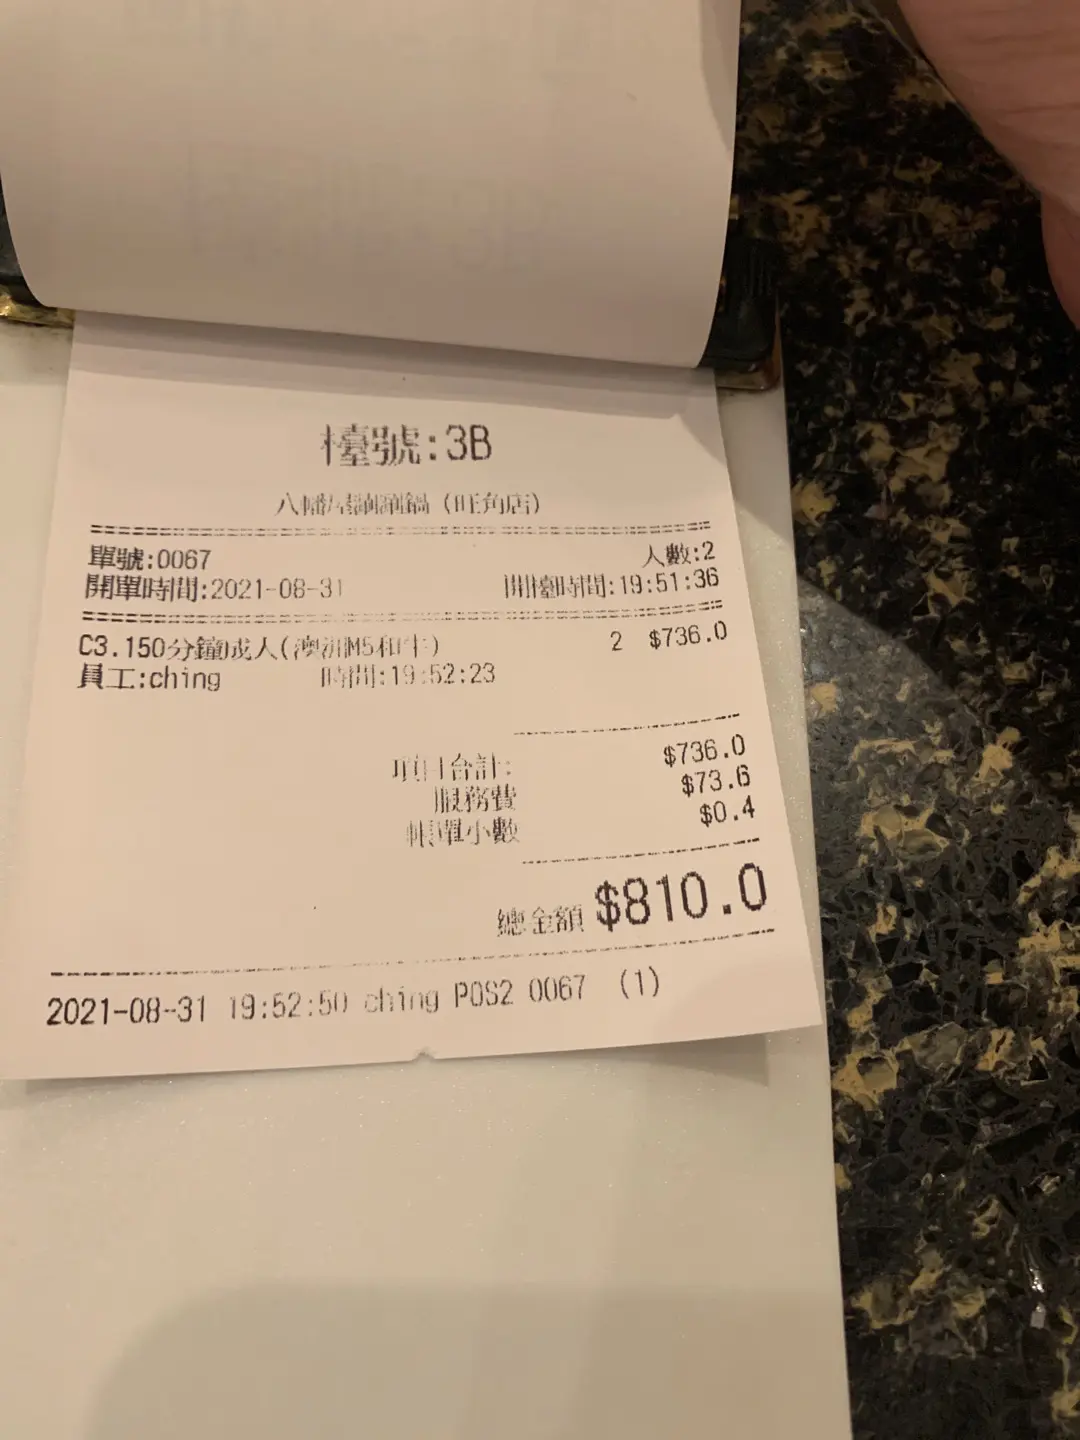 檯號:3B
八幡屋涮涮鍋 (旺角店)
單號:0067 人數:2
開單時間:2021-08-31 開檯時間:19:51:36
C3.150分鐘成人(澳洲M5和牛) 2 $736.0
員工:ching 時間:19:52:23
項目合計: $736.0
服務費 $73.6
帳單小數 $0.4
總金額 $810.0
2021-08-31 19:52:50 ching POS2 0067 (1)